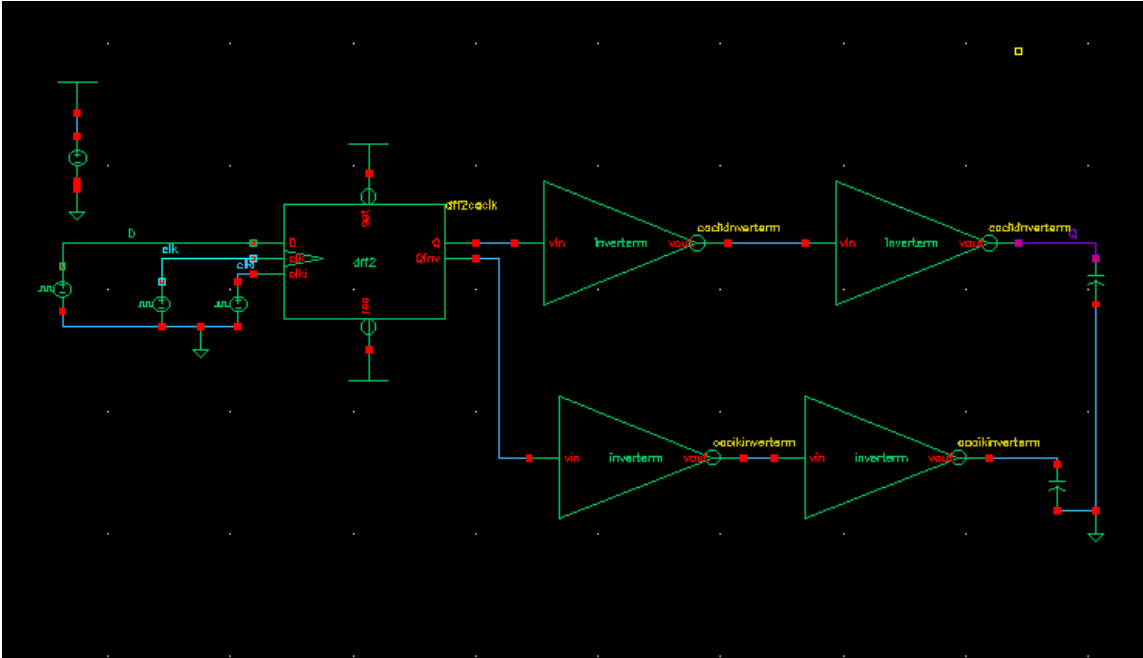 set
dff2caclk
D
D
Q
clk
clk
clk
clki
dff2
Qinv
res
vin
inverterm
vout
vin
inverterm
vout
Q
vin
inverterm
vout
vin
inverterm
vout